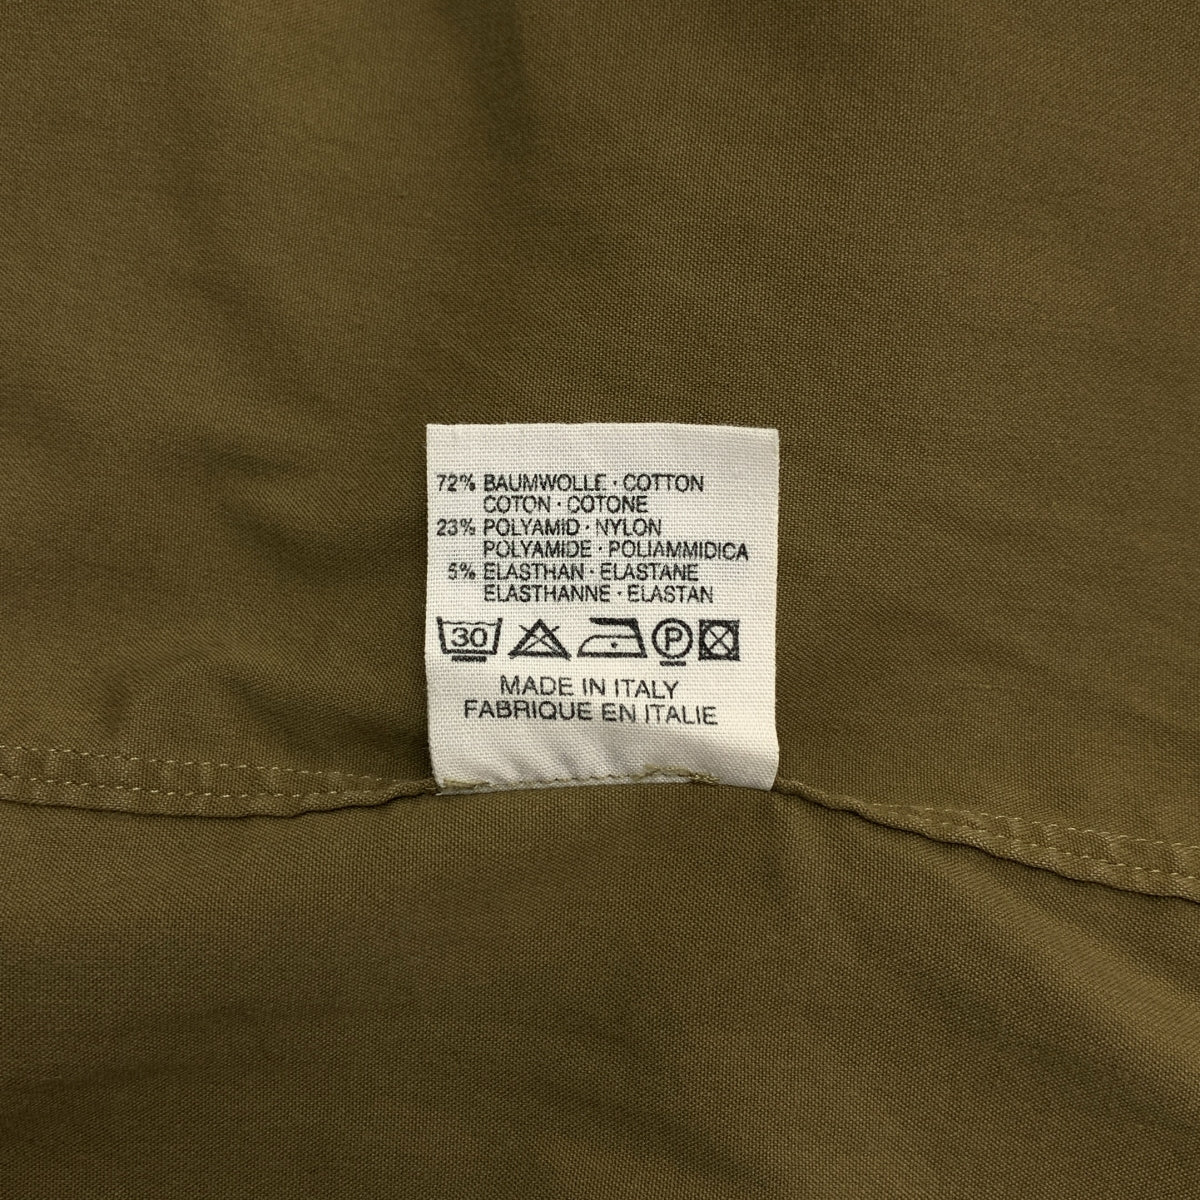 72% BAUMWOLLE · COTTON
COTON · COTONE
23% POLYAMID · NYLON
POLYAMIDE · POLIAMMIDICA
5% ELASTHAN · ELASTANE
ELASTHANNE · ELASTAN
30 P
MADE IN ITALY
FABRIQUE EN ITALIE